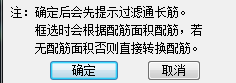 注：确定后会先提示过滤通长筋。
框选时会根据配筋面积配筋，若
无配筋面积否则直接转换配筋。
确定
取消